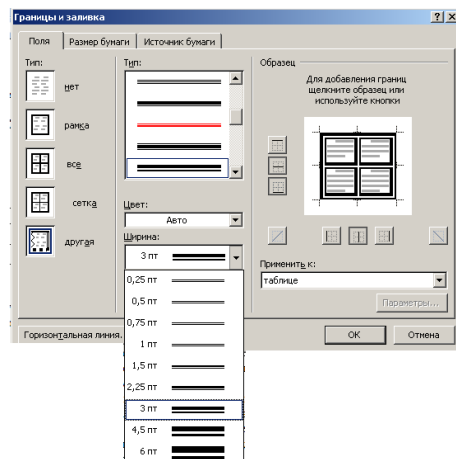 Границы и заливка
Поля
Размер бумаги
Источник бумаги
Тип:
нет
рамка
все
сетка
другая
Тип:
Цвет:
Авто
Ширина:
3 пт
0,25 пт
0,5 пт
0,75 пт
1 пт
1,5 пт
2,25 пт
3 пт
4,5 пт
6 пт
Образец
Для добавления границ
щелкните образец или
используйте кнопки
Применить к:
таблице
Параметры...
Горизонтальная линия.
ОК
Отмена